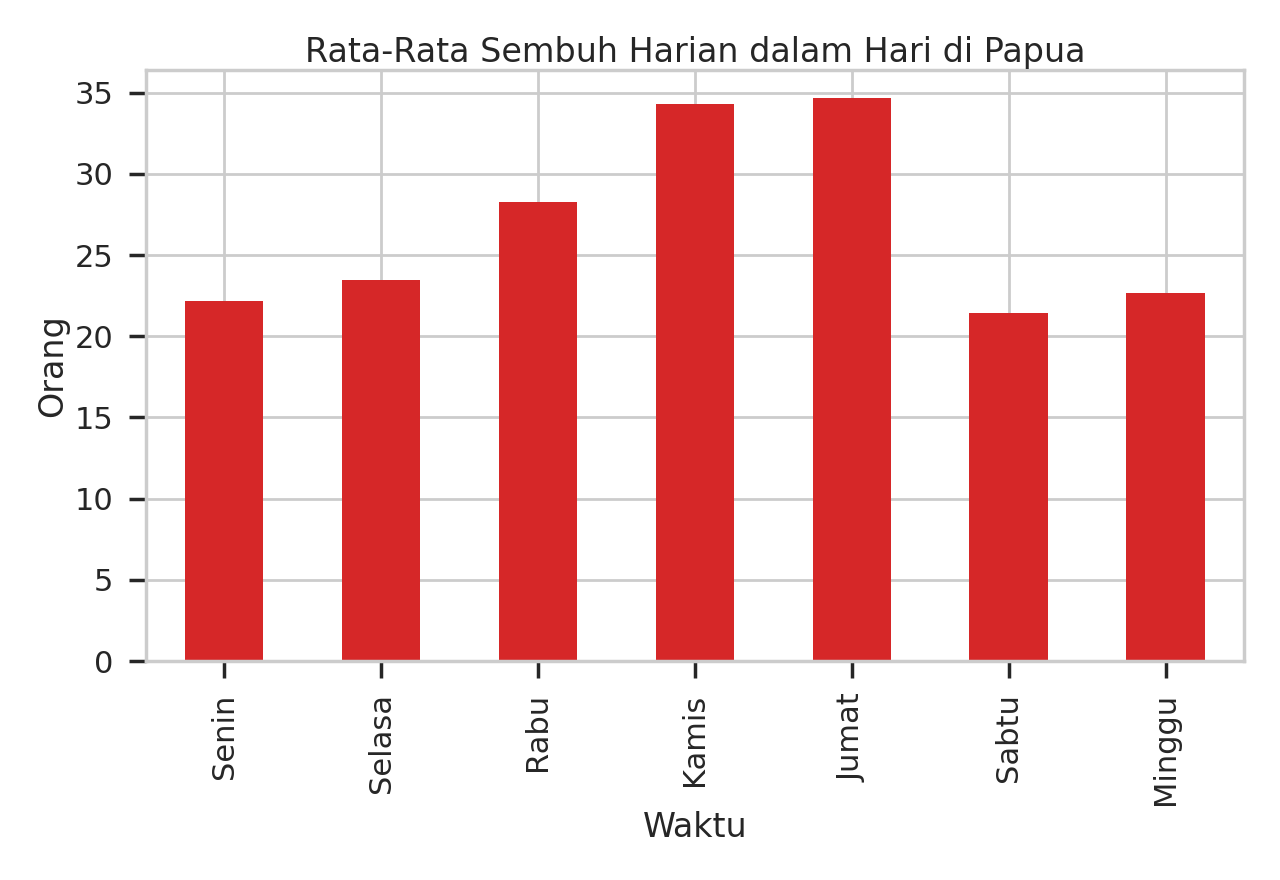 Rata-Rata Sembuh Harian dalam Hari di Papua
Orang
35
30
25
20
15
10
5
0
Senin
Selasa
Rabu
Kamis
Jumat
Sabtu
Minggu
Waktu